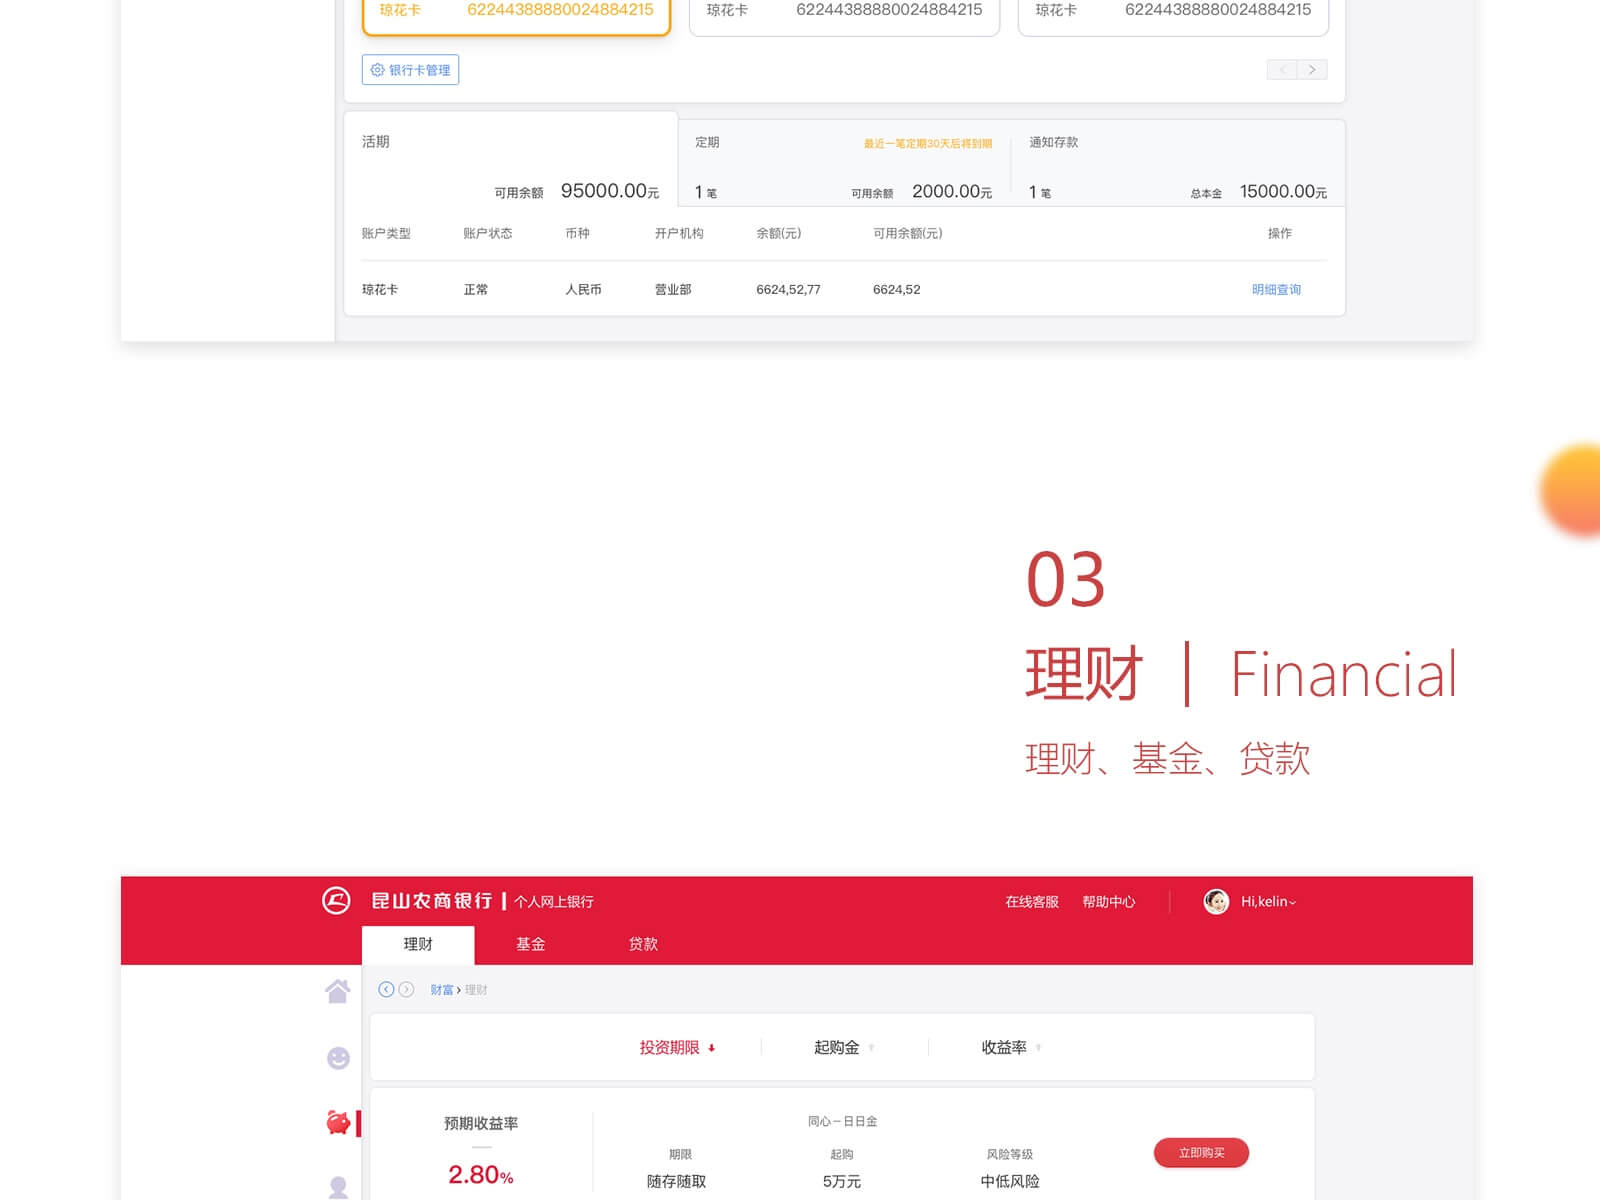 琼花卡 62244388880024884215 琼花卡 62244388880024884215 琼花卡 62244388880024884215
银行卡管理
活期 定期 最近一笔定期30天后将到期 通知存款
可用余额 95000.00元 1笔 可用余额 2000.00元 1笔 总本金 15000.00元
账户类型 账户状态 币种 开户机构 余额(元) 可用余额(元) 操作
琼花卡 正常 人民币 营业部 6624,52,77 6624,52 明细查询
03
理财 | Financial
理财、基金、贷款
昆山农商银行 | 个人网上银行 在线客服 帮助中心 Hi,kelin
理财 基金 贷款
财富 › 理财
投资期限 起购金 收益率
预期收益率 同心－日日金
期限 起购 风险等级 立即购买
2.80% 随存随取 5万元 中低风险